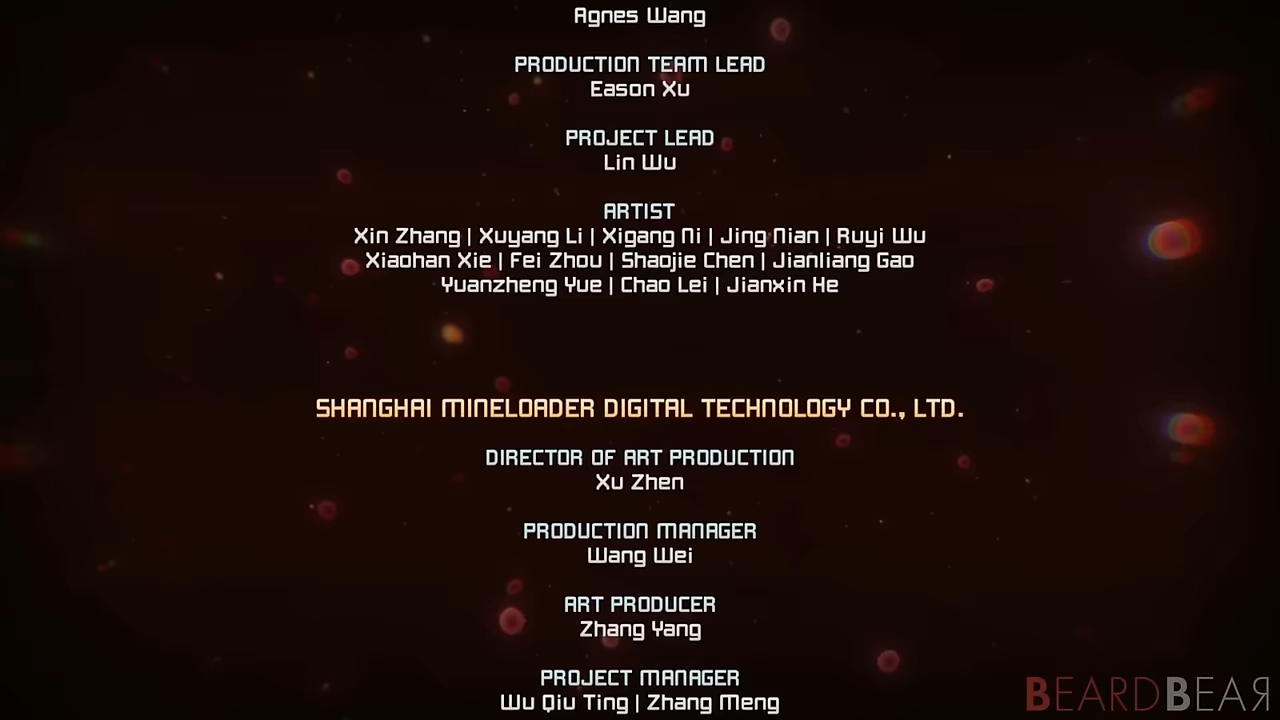 Agnes Wang
PRODUCTION TEAM LEAD
Eason Xu
PROJECT LEAD
Lin Wu
ARTIST
Xin Zhang | Xuyang Li | Xigang Ni | Jing Nian | Ruyi Wu
Xiaohan Xie | Fei Zhou | Shaojie Chen | Jianliang Gao
Yuanzheng Yue | Chao Lei | Jianxin He
SHANGHAI MINELOADER DIGITAL TECHNOLOGY CO., LTD.
DIRECTOR OF ART PRODUCTION
Xu Zhen
PRODUCTION MANAGER
Wang Wei
ART PRODUCER
Zhang Yang
PROJECT MANAGER
Wu Qiu Ting | Zhang Meng
BEARDBEAR